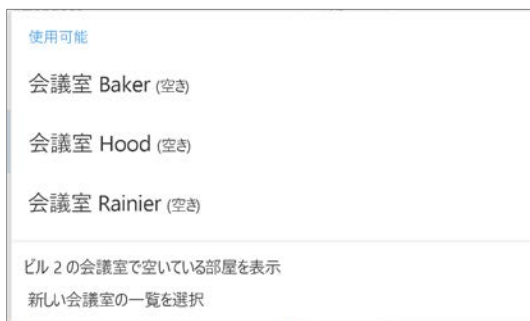 使用可能
会議室 Baker (空き)
会議室 Hood (空き)
会議室 Rainier (空き)
ビル 2 の会議室で空いている部屋を表示
新しい会議室の一覧を選択